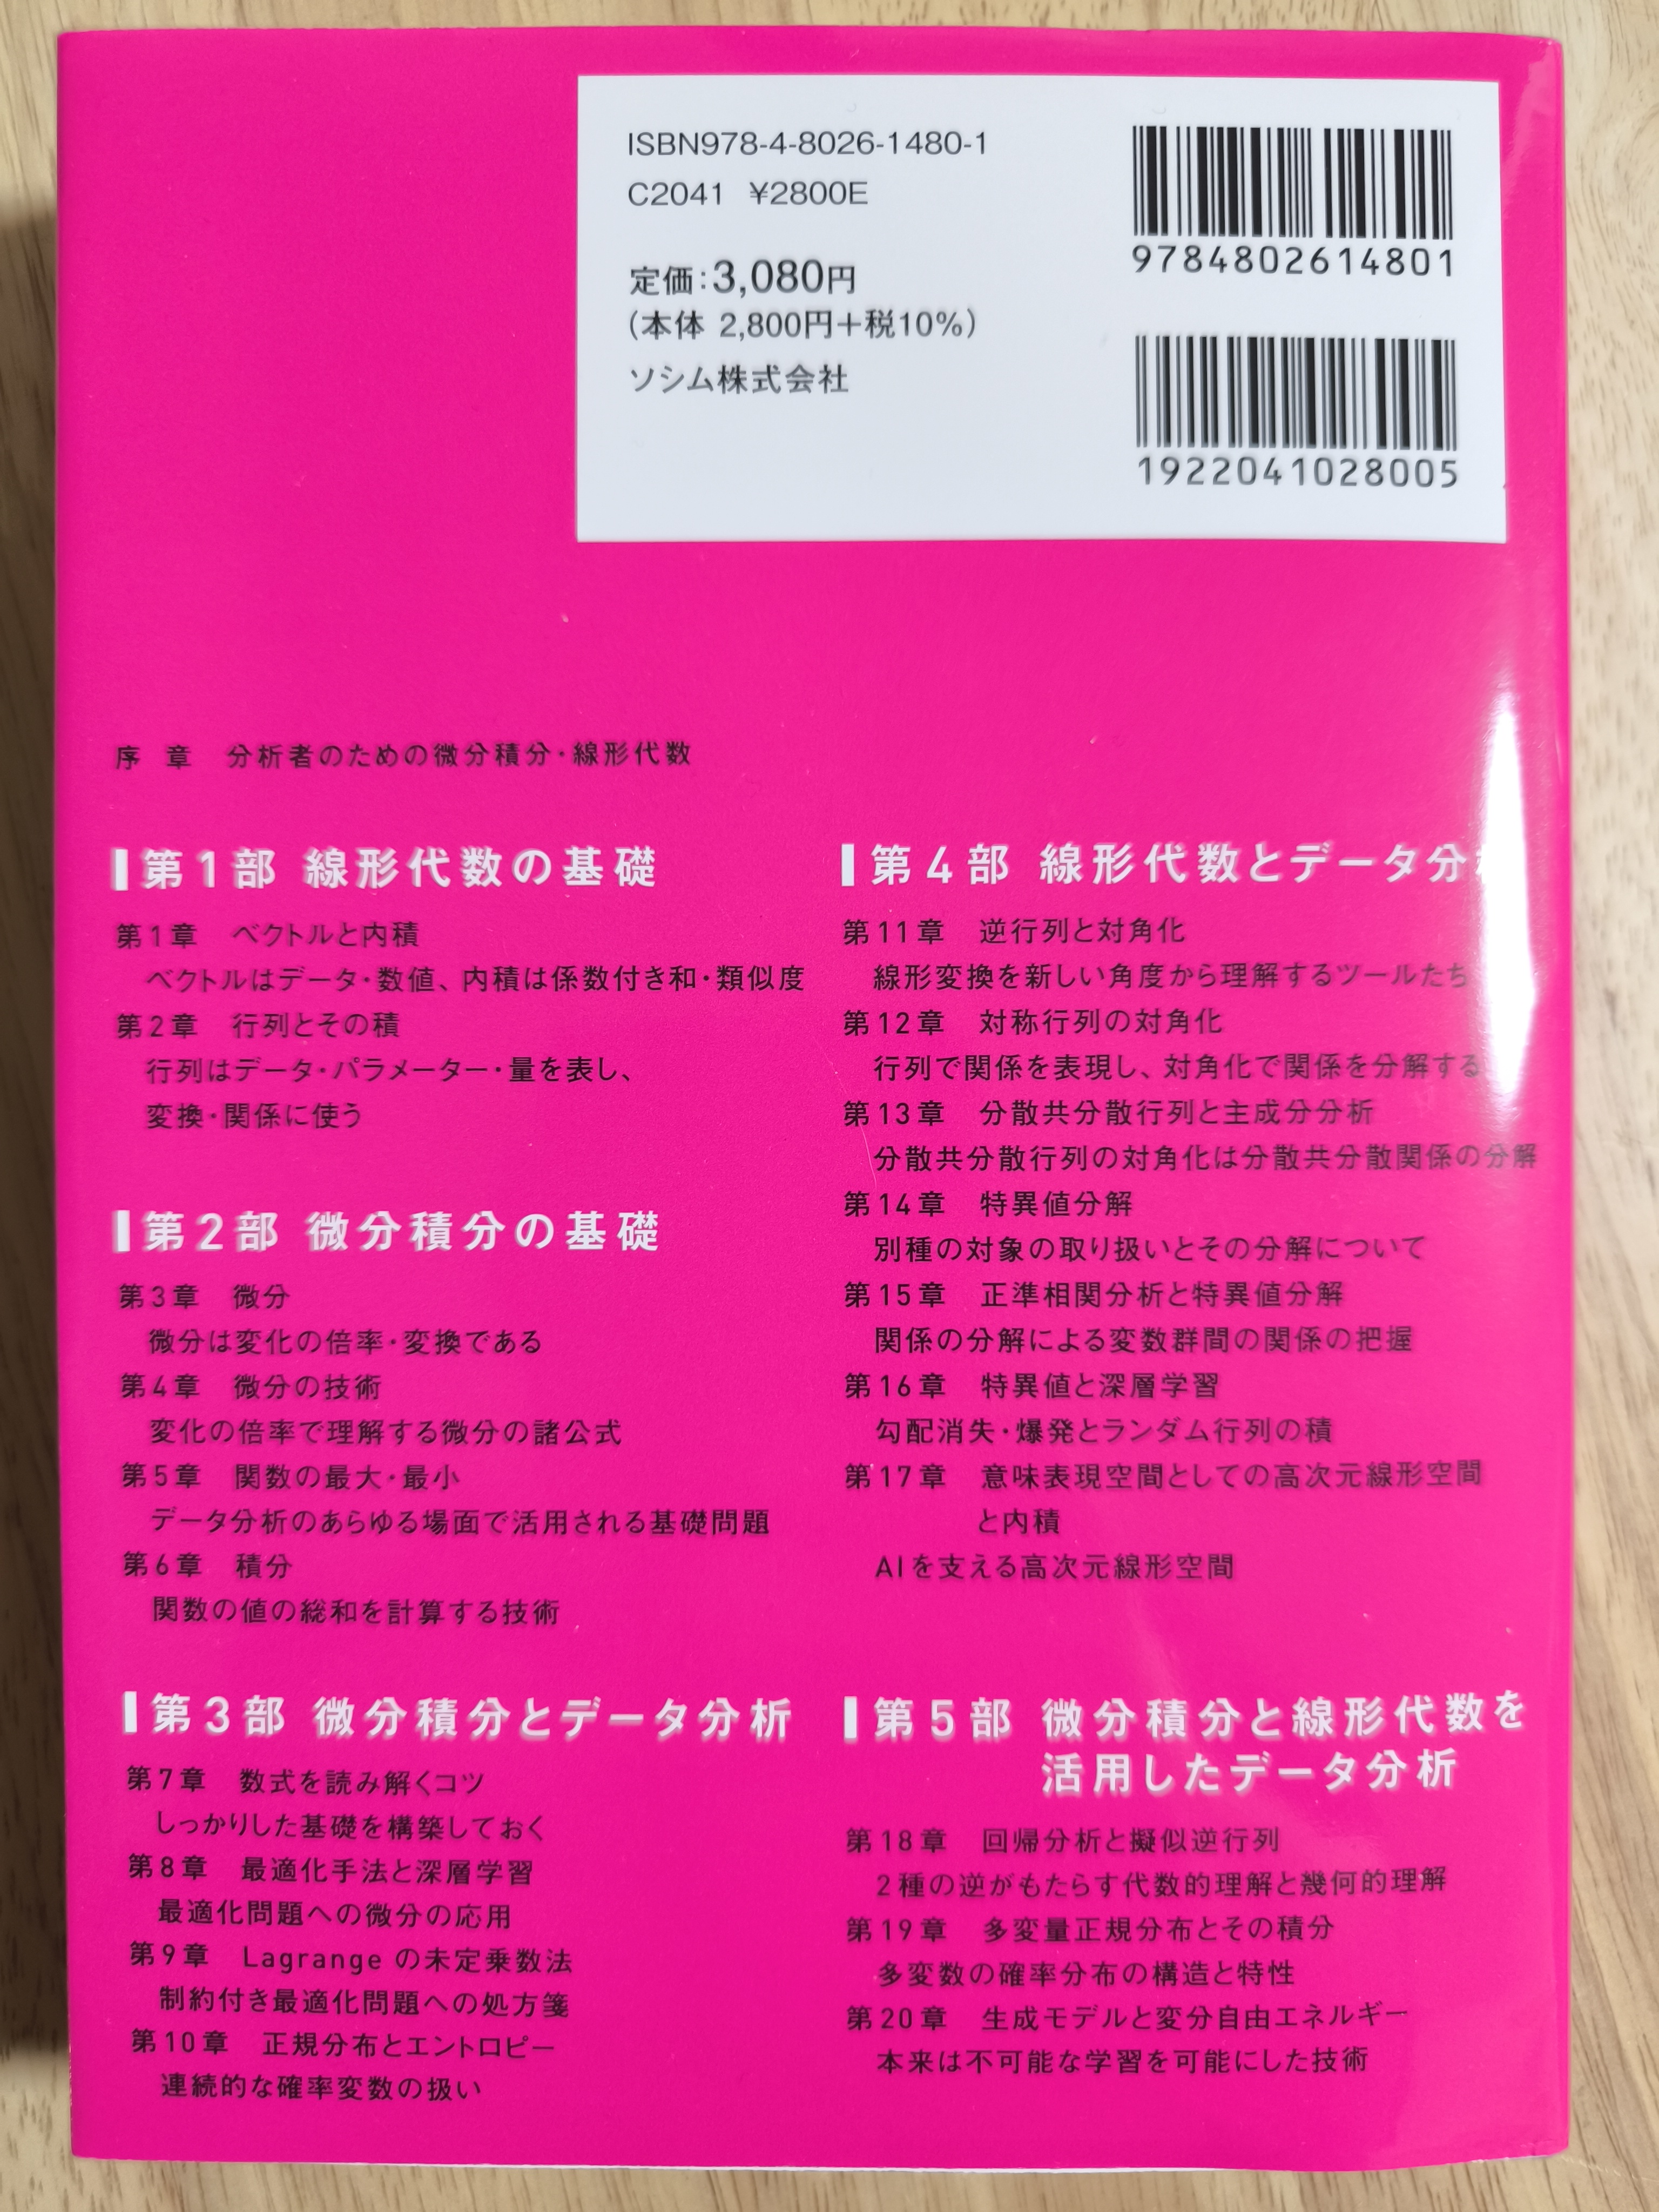 ISBN978-4-8026-1480-1
C2041 ¥2800E
定価:3,080円
(本体 2,800円+税10%)
ソシム株式会社
9784802614801
1922041028005
序 章 分析者のための微分積分・線形代数
第1部 線形代数の基礎
第1章 ベクトルと内積
ベクトルはデータ・数値、内積は係数付き和・類似度
第2章 行列とその積
行列はデータ・パラメーター・量を表し、
変換・関係に使う
第2部 微分積分の基礎
第3章 微分
微分は変化の倍率・変換である
第4章 微分の技術
変化の倍率で理解する微分の諸公式
第5章 関数の最大・最小
データ分析のあらゆる場面で活用される基礎問題
第6章 積分
関数の値の総和を計算する技術
第3部 微分積分とデータ分析
第7章 数式を読み解くコツ
しっかりした基礎を構築しておく
第8章 最適化手法と深層学習
最適化問題への微分の応用
第9章 Lagrange の未定乗数法
制約付き最適化問題への処方箋
第10章 正規分布とエントロピー
連続的な確率変数の扱い
第4部 線形代数とデータ分
第11章 逆行列と対角化
線形変換を新しい角度から理解するツールたち
第12章 対称行列の対角化
行列で関係を表現し、対角化で関係を分解する
第13章 分散共分散行列と主成分分析
分散共分散行列の対角化は分散共分散関係の分解
第14章 特異値分解
別種の対象の取り扱いとその分解について
第15章 正準相関分析と特異値分解
関係の分解による変数群間の関係の把握
第16章 特異値と深層学習
勾配消失・爆発とランダム行列の積
第17章 意味表現空間としての高次元線形空間
と内積
AIを支える高次元線形空間
第5部 微分積分と線形代数を
活用したデータ分析
第18章 回帰分析と擬似逆行列
2種の逆がもたらす代数的理解と幾何的理解
第19章 多変量正規分布とその積分
多変数の確率分布の構造と特性
第20章 生成モデルと変分自由エネルギー
本来は不可能な学習を可能にした技術